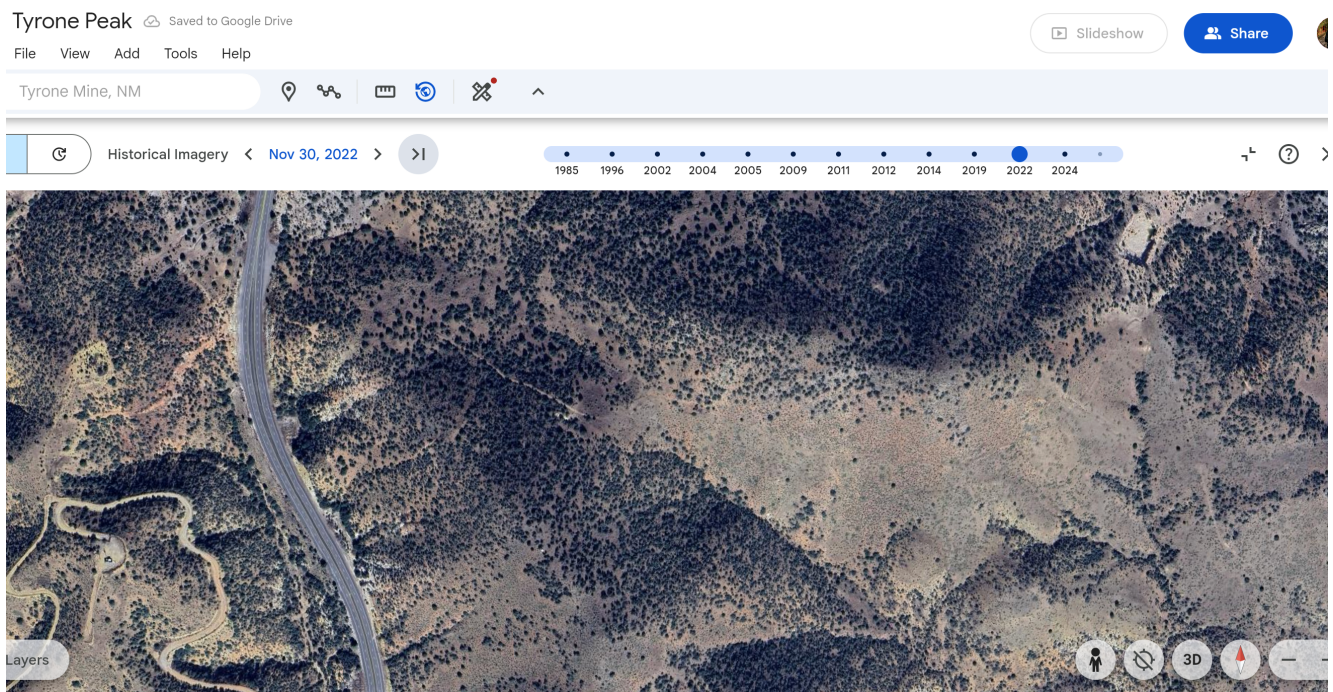 Tyrone Peak
Saved to Google Drive
Slideshow
Share
File View Add Tools Help
Tyrone Mine, NM
Historical Imagery
Nov 30, 2022
1985 1996 2002 2004 2005 2009 2011 2012 2014 2019 2022 2024
Layers
3D